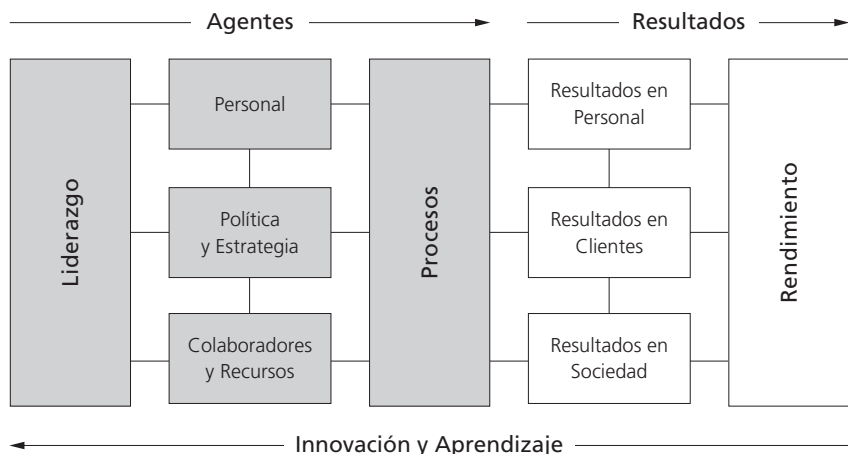 Agentes
Resultados
Liderazgo
Personal
Política
y Estrategia
Colaboradores
y Recursos
Procesos
Resultados en
Personal
Resultados en
Clientes
Resultados en
Sociedad
Rendimiento
Innovación y Aprendizaje